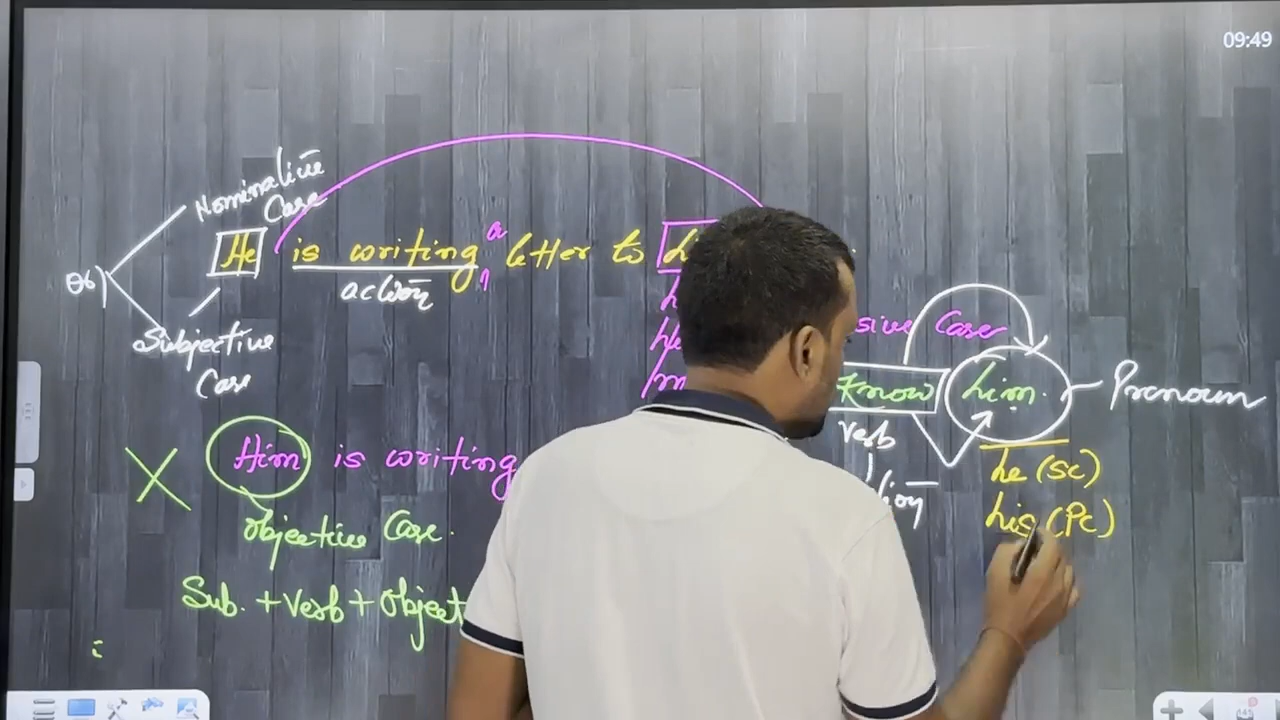 09:49
Nominative
Case
He is writing a letter to
action
Subjective
Case
sive Case
know him. Pronoun
verb
Him is writing
he (SC)
his (PC)
objective Case.
Sub. + Verb + Object